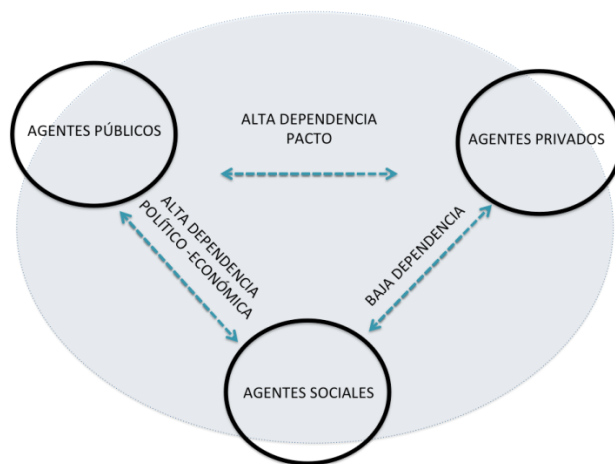 ALTA DEPENDENCIA
PACTO
AGENTES PÚBLICOS
AGENTES PRIVADOS
ALTA DEPENDENCIA
POLÍTICO -ECONÓMICA
BAJA DEPENDENCIA
AGENTES SOCIALES